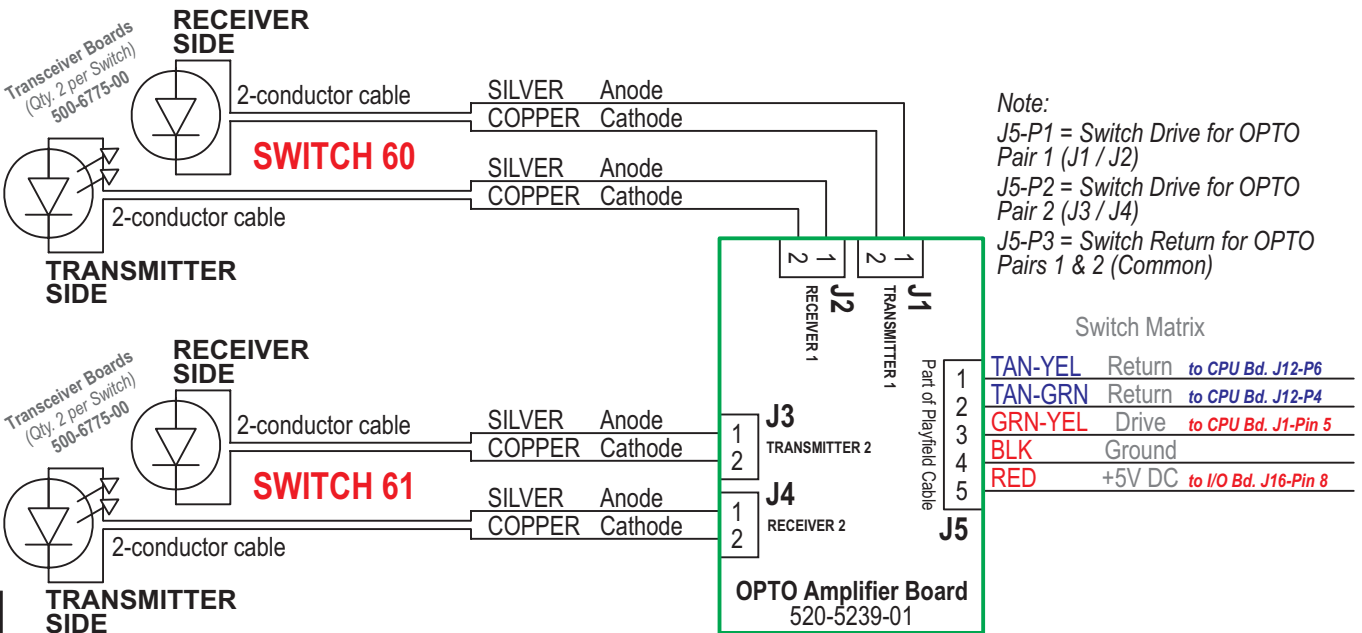 RECEIVER
SIDE
Transceiver Boards
(Qty. 2 per Switch)
500-6775-00
2-conductor cable
SILVER Anode
COPPER Cathode
SWITCH 60
SILVER Anode
COPPER Cathode
2-conductor cable
TRANSMITTER
SIDE
Note:
J5-P1 = Switch Drive for OPTO
Pair 1 (J1 / J2)
J5-P2 = Switch Drive for OPTO
Pair 2 (J3 / J4)
J5-P3 = Switch Return for OPTO
Pairs 1 & 2 (Common)
2 1
J2
RECEIVER 1
2 1
J1
TRANSMITTER 1
RECEIVER
SIDE
Transceiver Boards
(Qty. 2 per Switch)
500-6775-00
2-conductor cable
SILVER Anode
COPPER Cathode
SWITCH 61
SILVER Anode
COPPER Cathode
2-conductor cable
TRANSMITTER
SIDE
1
2
J3
TRANSMITTER 2
1
2
J4
RECEIVER 2
Part of Playfield Cable
1
2
3
4
5
J5
Switch Matrix
TAN-YEL Return to CPU Bd. J12-P6
TAN-GRN Return to CPU Bd. J12-P4
GRN-YEL Drive to CPU Bd. J1-Pin 5
BLK Ground
RED +5V DC to I/O Bd. J16-Pin 8
OPTO Amplifier Board
520-5239-01